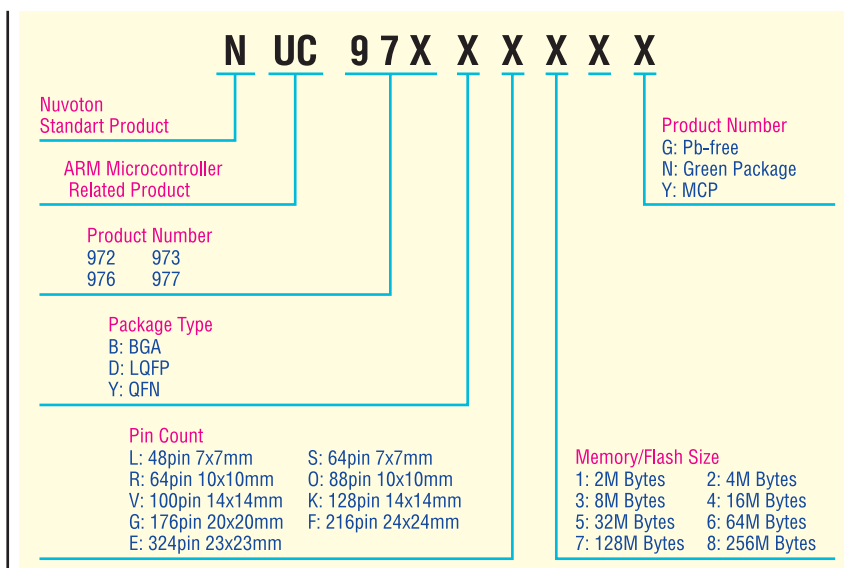 N UC 97X X X X X X
Nuvoton
Standart Product
ARM Microcontroller
Related Product
Product Number
972 973
976 977
Package Type
B: BGA
D: LQFP
Y: QFN
Pin Count
L: 48pin 7x7mm S: 64pin 7x7mm
R: 64pin 10x10mm O: 88pin 10x10mm
V: 100pin 14x14mm K: 128pin 14x14mm
G: 176pin 20x20mm F: 216pin 24x24mm
E: 324pin 23x23mm
Product Number
G: Pb-free
N: Green Package
Y: MCP
Memory/Flash Size
1: 2M Bytes 2: 4M Bytes
3: 8M Bytes 4: 16M Bytes
5: 32M Bytes 6: 64M Bytes
7: 128M Bytes 8: 256M Bytes